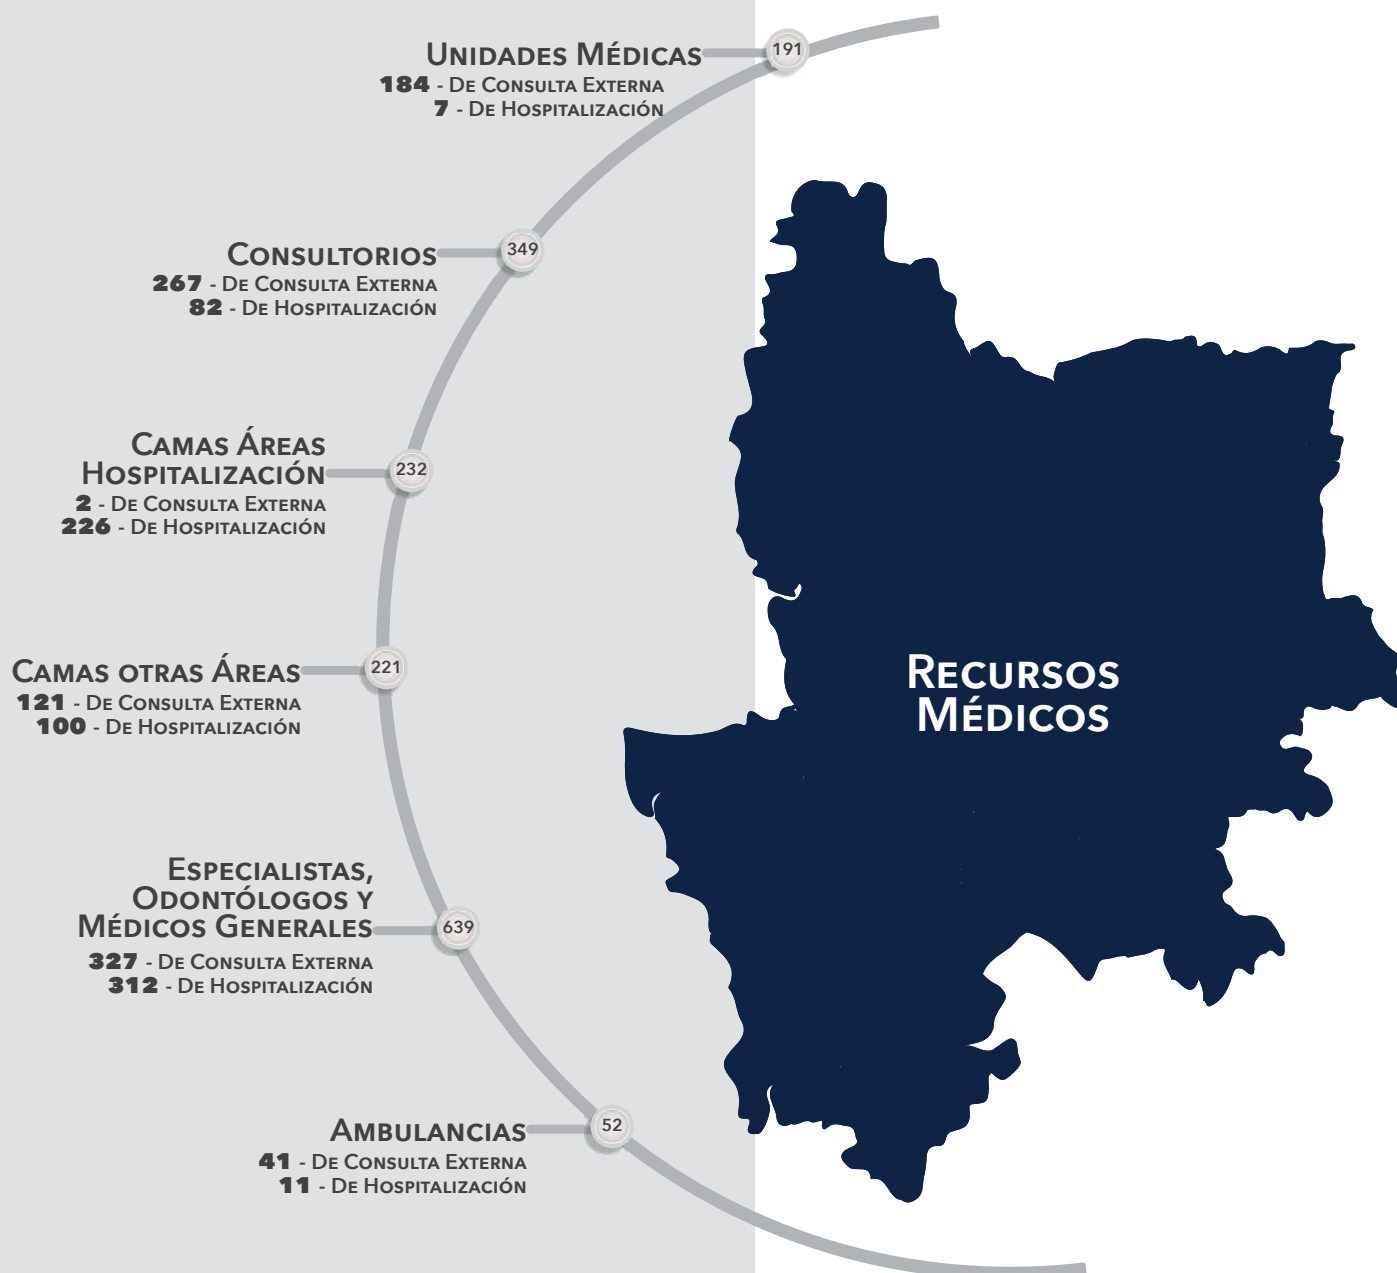 Unidades Médicas
191
184 - De Consulta Externa
7 - De Hospitalización
Consultorios
349
267 - De Consulta Externa
82 - De Hospitalización
Camas Áreas
Hospitalización
232
2 - De Consulta Externa
226 - De Hospitalización
Camas otras Áreas
221
121 - De Consulta Externa
100 - De Hospitalización
Recursos
Médicos
Especialistas,
Odontólogos y
Médicos Generales
639
327 - De Consulta Externa
312 - De Hospitalización
Ambulancias
52
41 - De Consulta Externa
11 - De Hospitalización